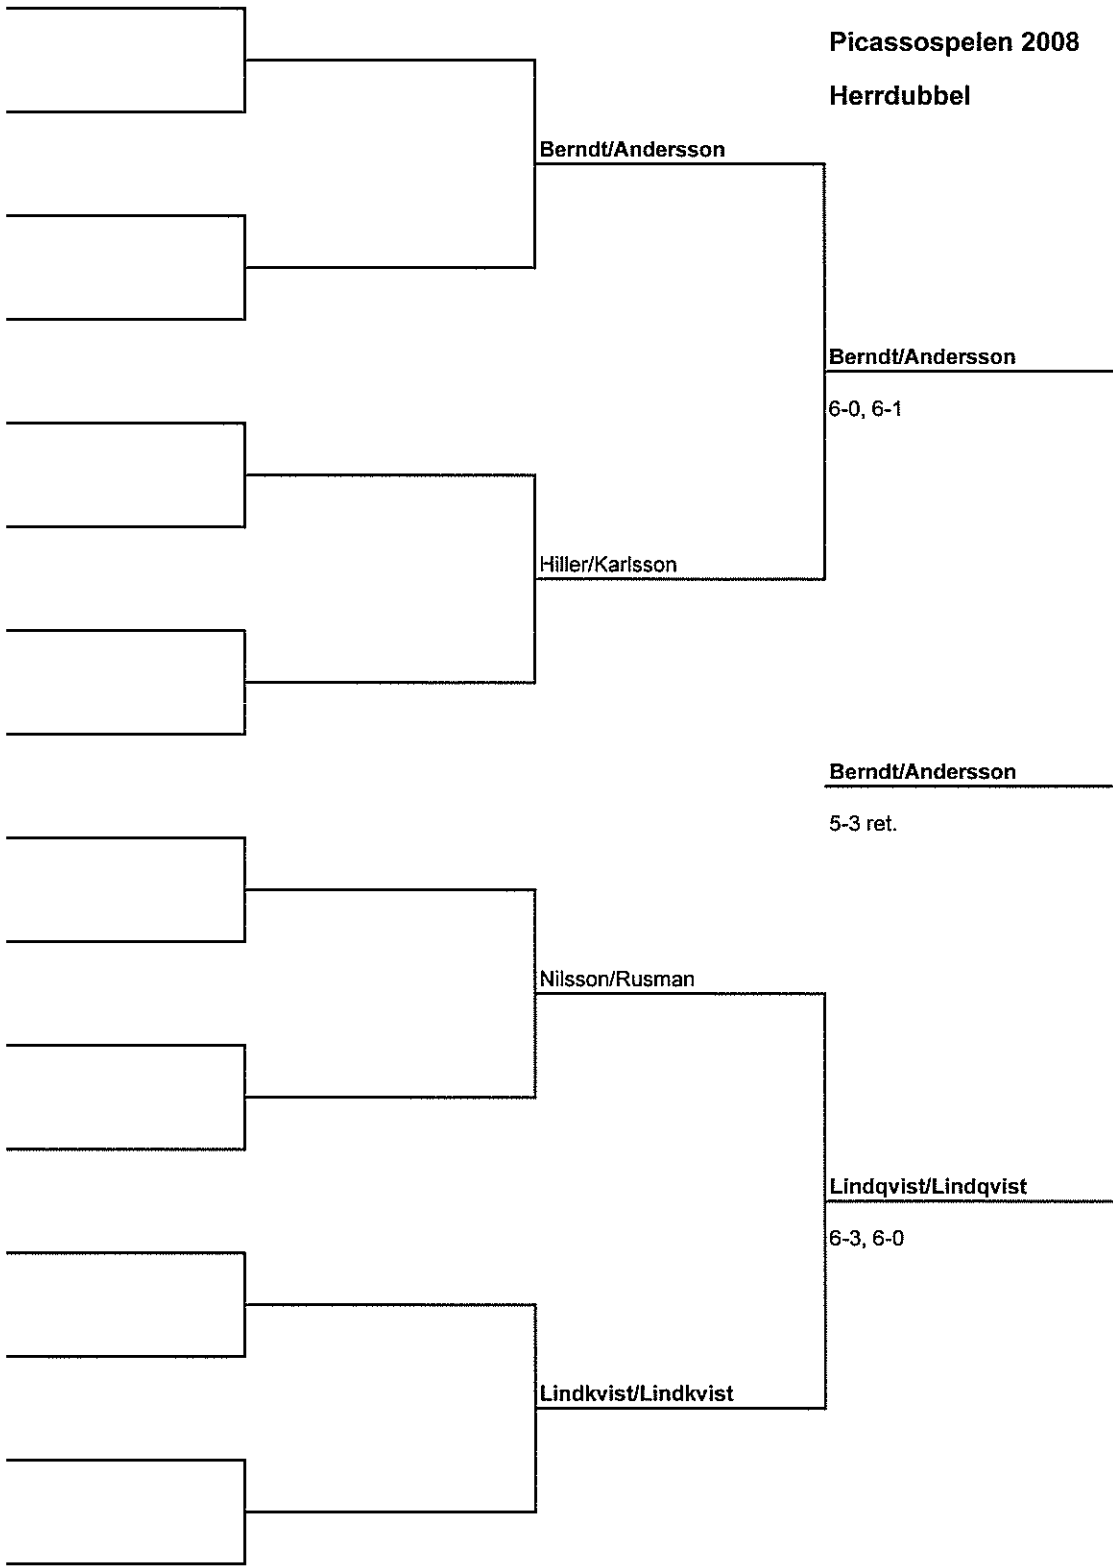 Picassospelen 2008
Herrdubbel
Berndt/Andersson
Berndt/Andersson
6-0, 6-1
Hiller/Karlsson
Berndt/Andersson
5-3 ret.
Nilsson/Rusman
Lindqvist/Lindqvist
6-3, 6-0
Lindkvist/Lindkvist